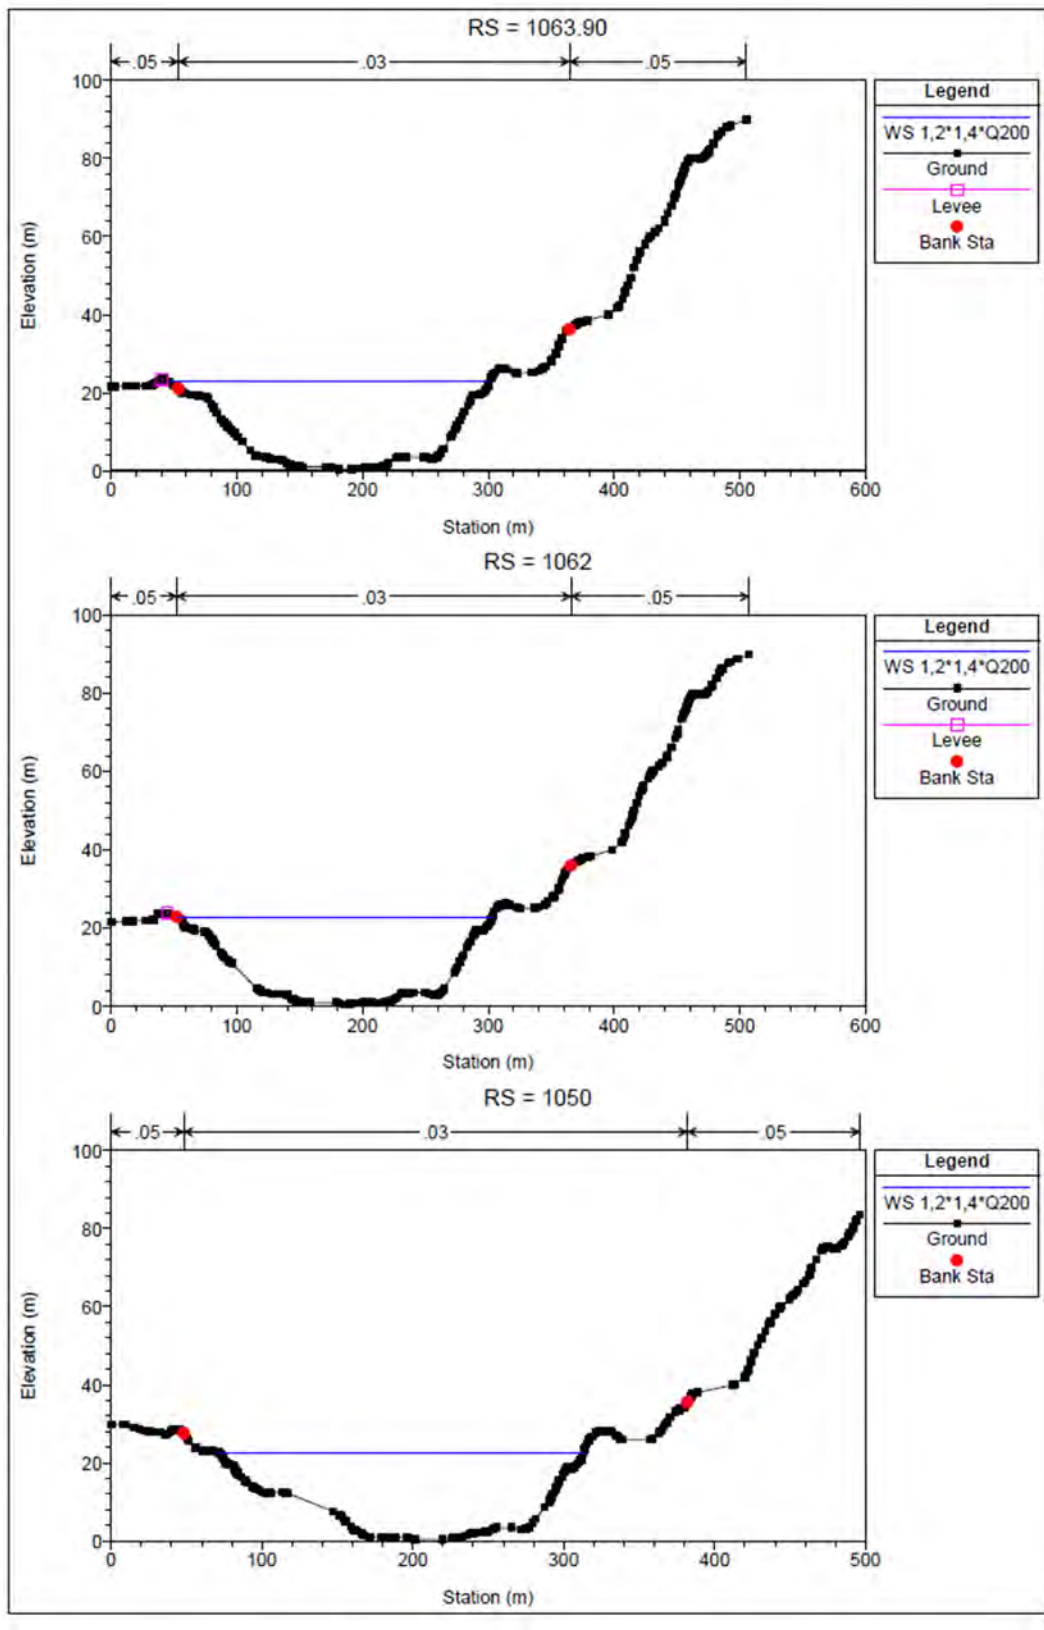 RS = 1063.90
.05 .03 .05
Legend
WS 1,2*1,4*Q200
Ground
Levee
Bank Sta
Elevation (m)
100
80
60
40
20
0
0 100 200 300 400 500 600
Station (m)
RS = 1062
.05 .03 .05
Legend
WS 1,2*1,4*Q200
Ground
Levee
Bank Sta
Elevation (m)
100
80
60
40
20
0
0 100 200 300 400 500 600
Station (m)
RS = 1050
.05 .03 .05
Legend
WS 1,2*1,4*Q200
Ground
Bank Sta
Elevation (m)
100
80
60
40
20
0
0 100 200 300 400 500
Station (m)